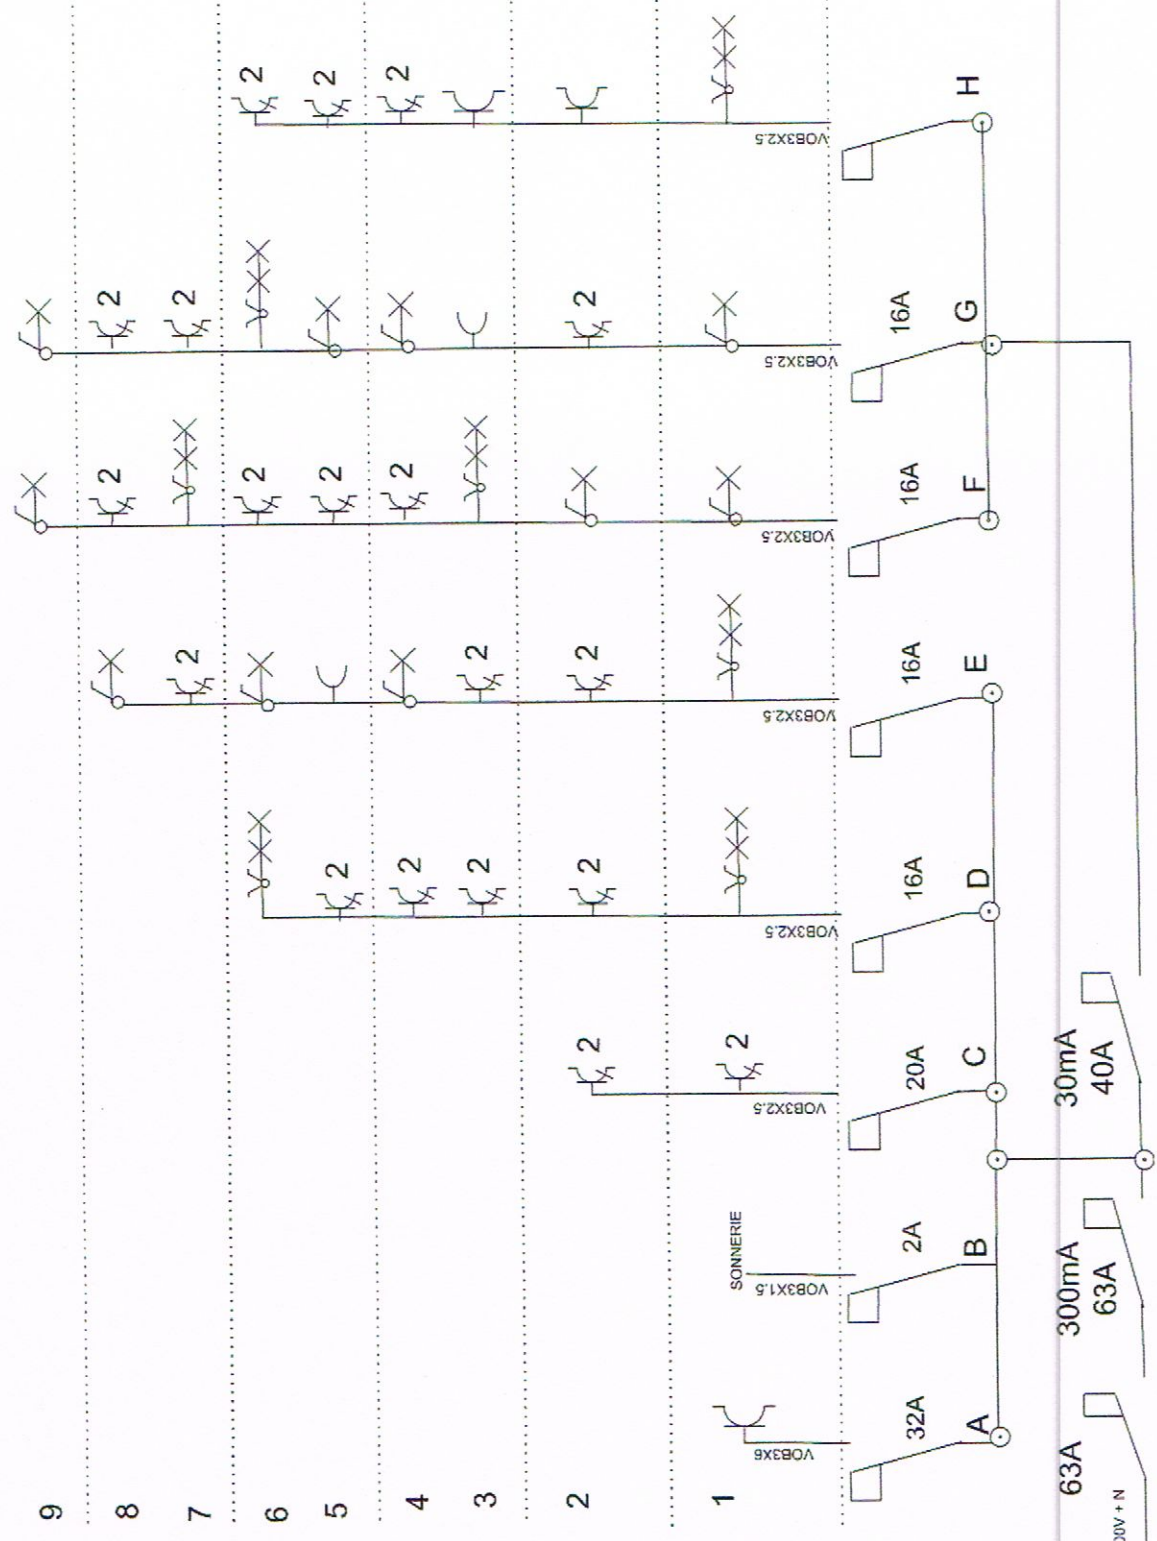 9
8 2 2
7 2 2
6 2 2
5 2 2 2
4 2 2 2
3 2 2
2 2 2 2 2
1 2
SONNERIE
VOB3X6 VOB3X1.5 VOB3X2.5 VOB3X2.5 VOB3X2.5 VOB3X2.5 VOB3X2.5 VOB3X2.5
32A 2A 20A 16A 16A 16A 16A
A B C D E F G H
300mA 30mA
63A 63A 40A
V + N